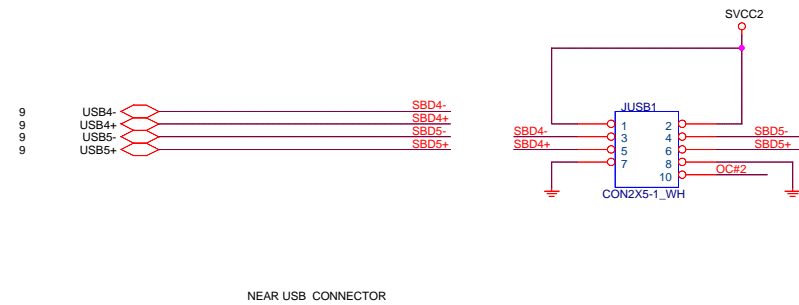 SVCC2
9 USB4- SBD4-
9 USB4+ SBD4+
9 USB5- SBD5-
9 USB5+ SBD5+
JUSB1
1 2
SBD4- 3 4 SBD5-
SBD4+ 5 6 SBD5+
7 8
10 OC#2
CON2X5-1_WH
NEAR USB CONNECTOR